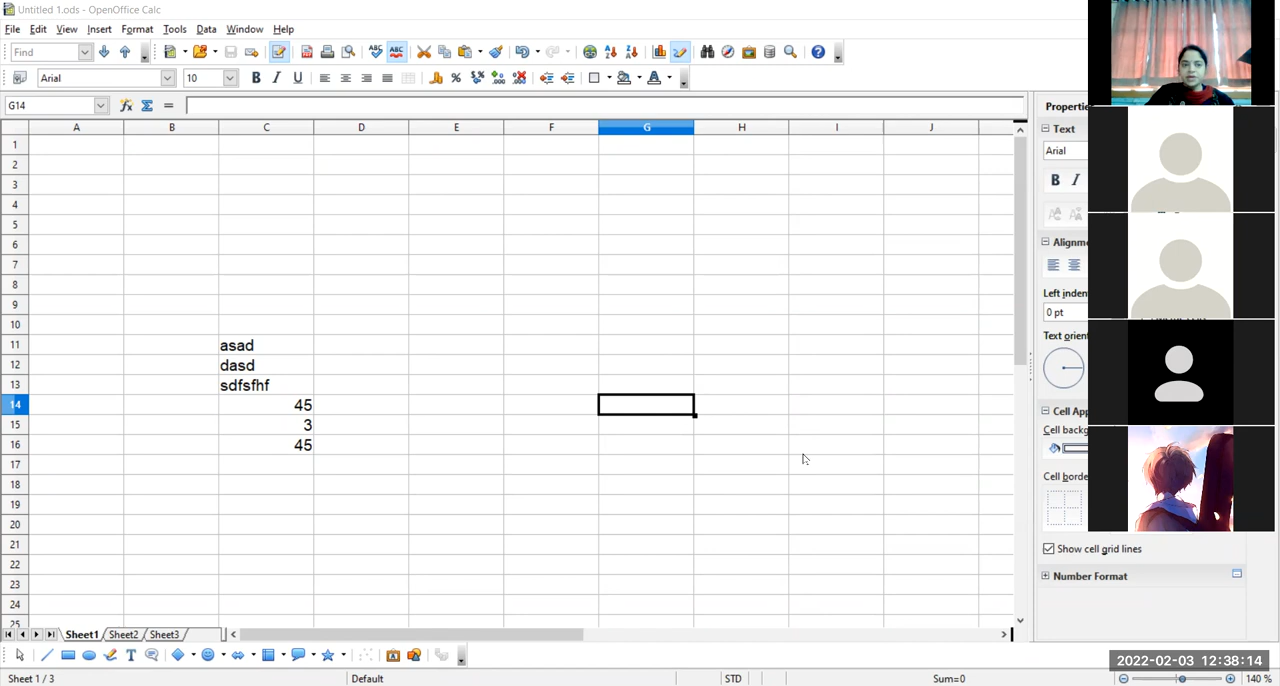 Untitled 1.ods - OpenOffice Calc
File Edit View Insert Format Tools Data Window Help
Find
Arial 10
G14
Properti
A B C D E F G H I J
Text
Arial
1
2
3
4
5
6
7
8
9
10
11 asad
12 dasd
13 sdfsfhf
14 45
15 3
16 45
17
18
19
20
21
22
23
24
25
Alignme
Left inden
0 pt
Text orien
Cell App
Cell backg
Cell borde
Show cell grid lines
Number Format
Sheet1 Sheet2 Sheet3
2022-02-03 12:38:14
Sheet 1 / 3 Default STD Sum=0 140 %